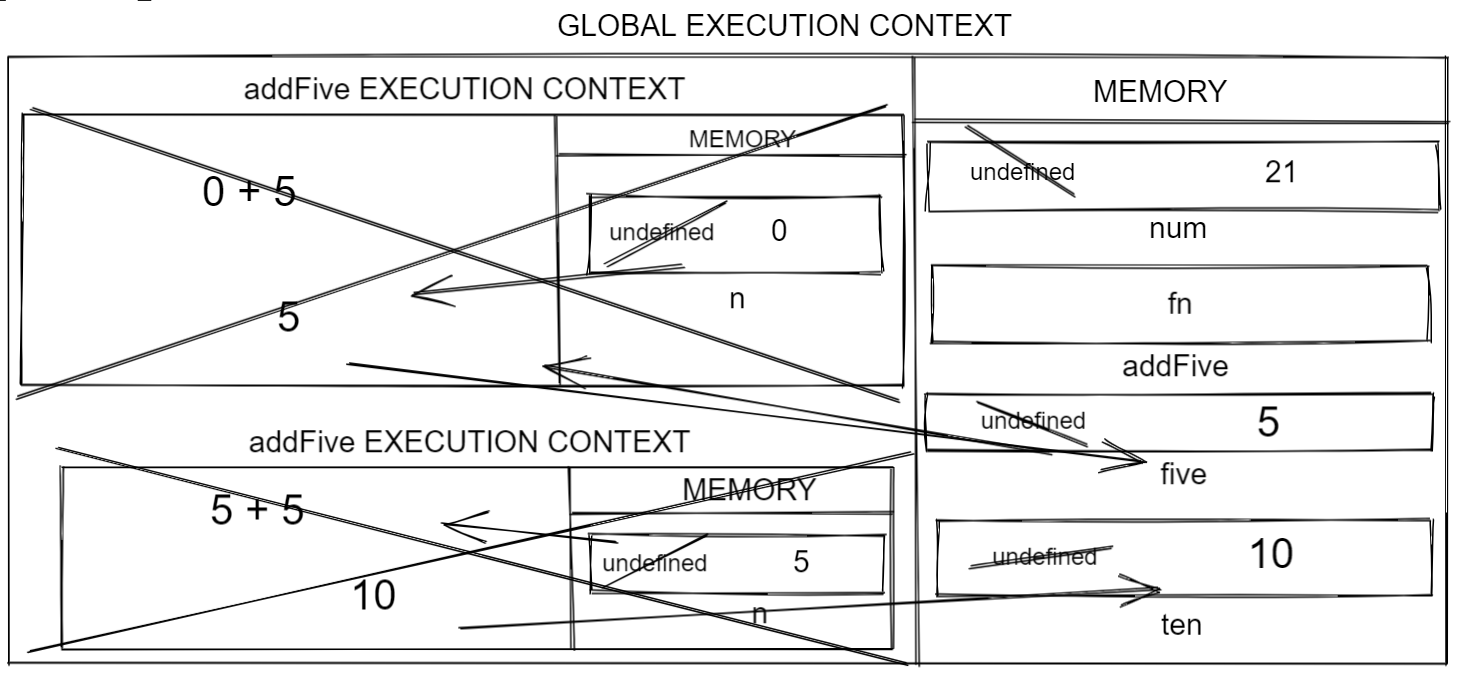 GLOBAL EXECUTION CONTEXT
addFive EXECUTION CONTEXT
MEMORY
0 + 5
undefined 0
n
5
addFive EXECUTION CONTEXT
MEMORY
5 + 5
undefined 5
10
n
MEMORY
undefined 21
num
fn
addFive
undefined 5
five
undefined 10
ten